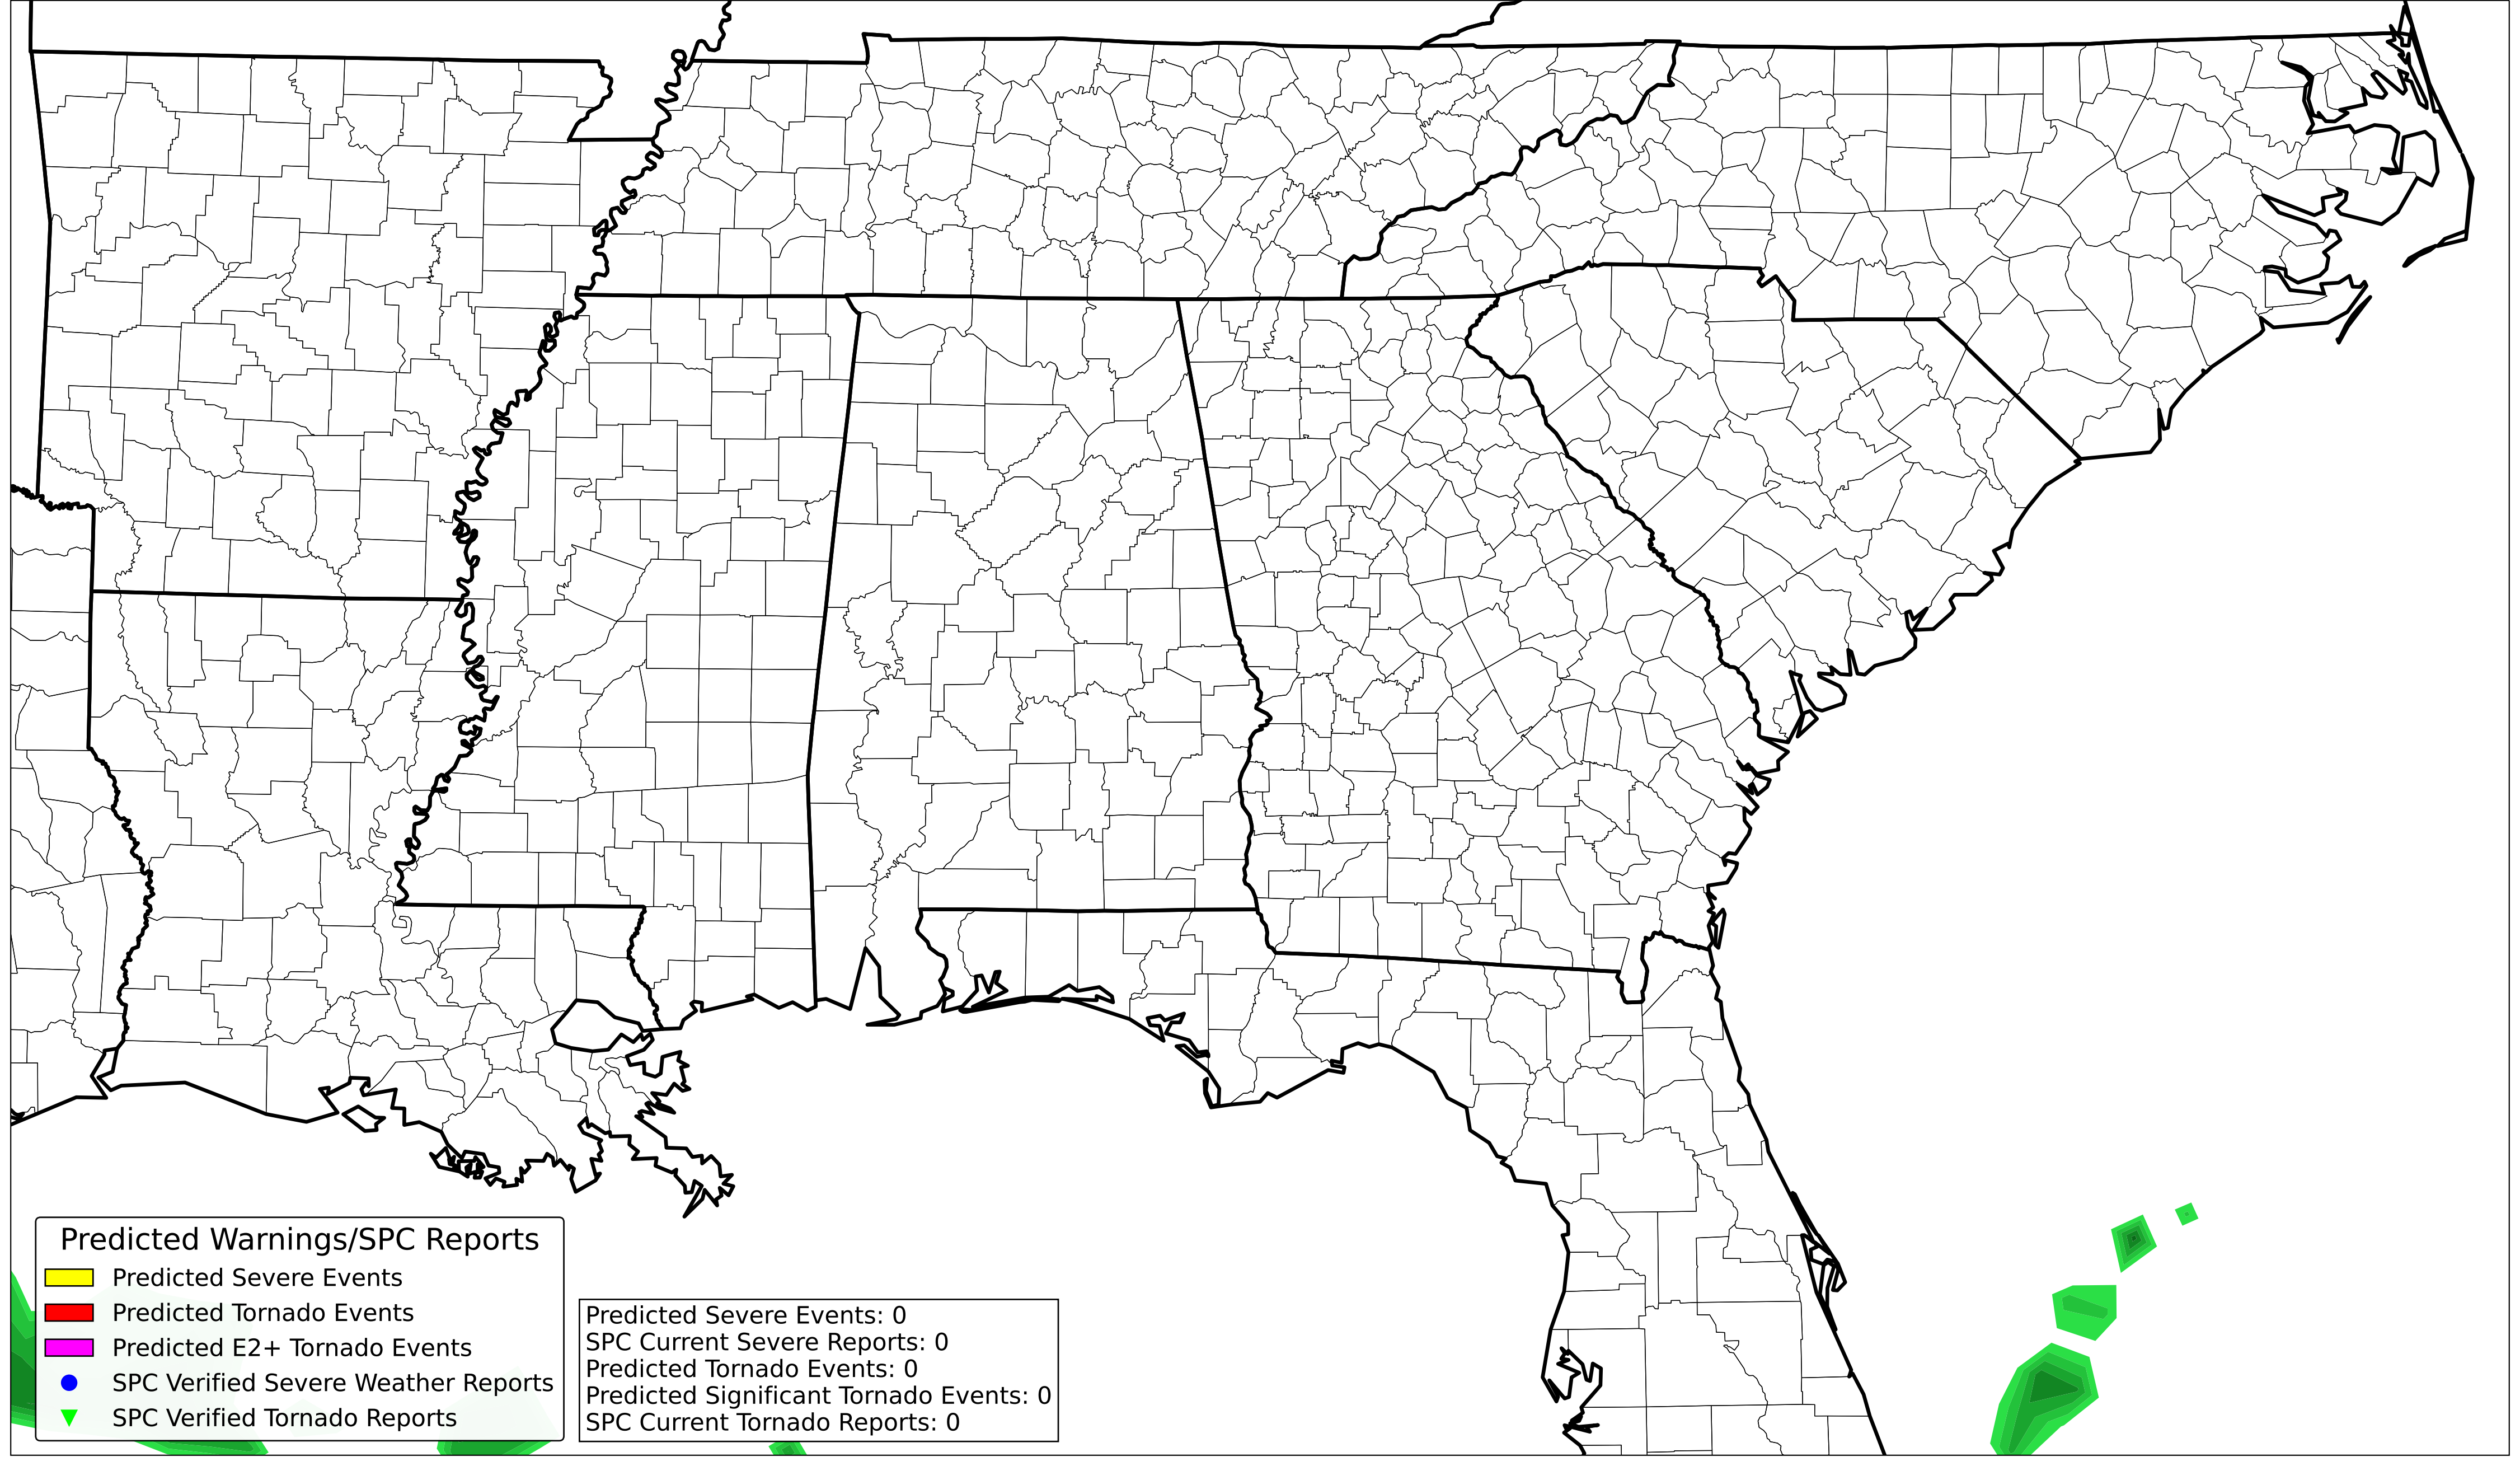 Predicted Warnings/SPC Reports
Predicted Severe Events
Predicted Tornado Events
Predicted E2+ Tornado Events
SPC Verified Severe Weather Reports
SPC Verified Tornado Reports
Predicted Severe Events: 0
SPC Current Severe Reports: 0
Predicted Tornado Events: 0
Predicted Significant Tornado Events: 0
SPC Current Tornado Reports: 0